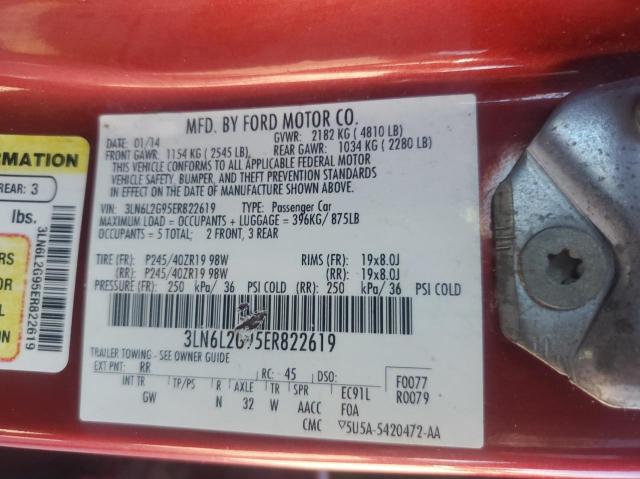 MFD. BY FORD MOTOR CO.
DATE: 01/14 GVWR: 2182 KG ( 4810 LB)
FRONT GAWR: 1154 KG ( 2545 LB) REAR GAWR: 1034 KG ( 2280 LB)
THIS VEHICLE CONFORMS TO ALL APPLICABLE FEDERAL MOTOR
VEHICLE SAFETY, BUMPER, AND THEFT PREVENTION STANDARDS
IN EFFECT ON THE DATE OF MANUFACTURE SHOWN ABOVE.
VIN: 3LN6L2G95ER822619 TYPE: Passenger Car
MAXIMUM LOAD = OCCUPANTS + LUGGAGE = 396KG/ 875LB
OCCUPANTS = 5 TOTAL; 2 FRONT, 3 REAR
TIRE (FR): P245/40ZR19 98W RIMS (FR): 19x8.0J
(RR): P245/40ZR19 98W (RR): 19x8.0J
PRESSURE (FR): 250 kPa/ 36 PSI COLD (RR): 250 kPa/ 36 PSI COLD
3LN6L2G95ER822619
TRAILER TOWING - SEE OWNER GUIDE
EXT PNT: RR RC: 45 DSO: F0077
INT TR TP/PS R AXLE TR SPR EC91L R0079
GW N 32 W AACC FOA
CMC ▽5U5A-5420472-AA
ORMATION
REAR: 3
lbs.
3LN6L2G95ER822619